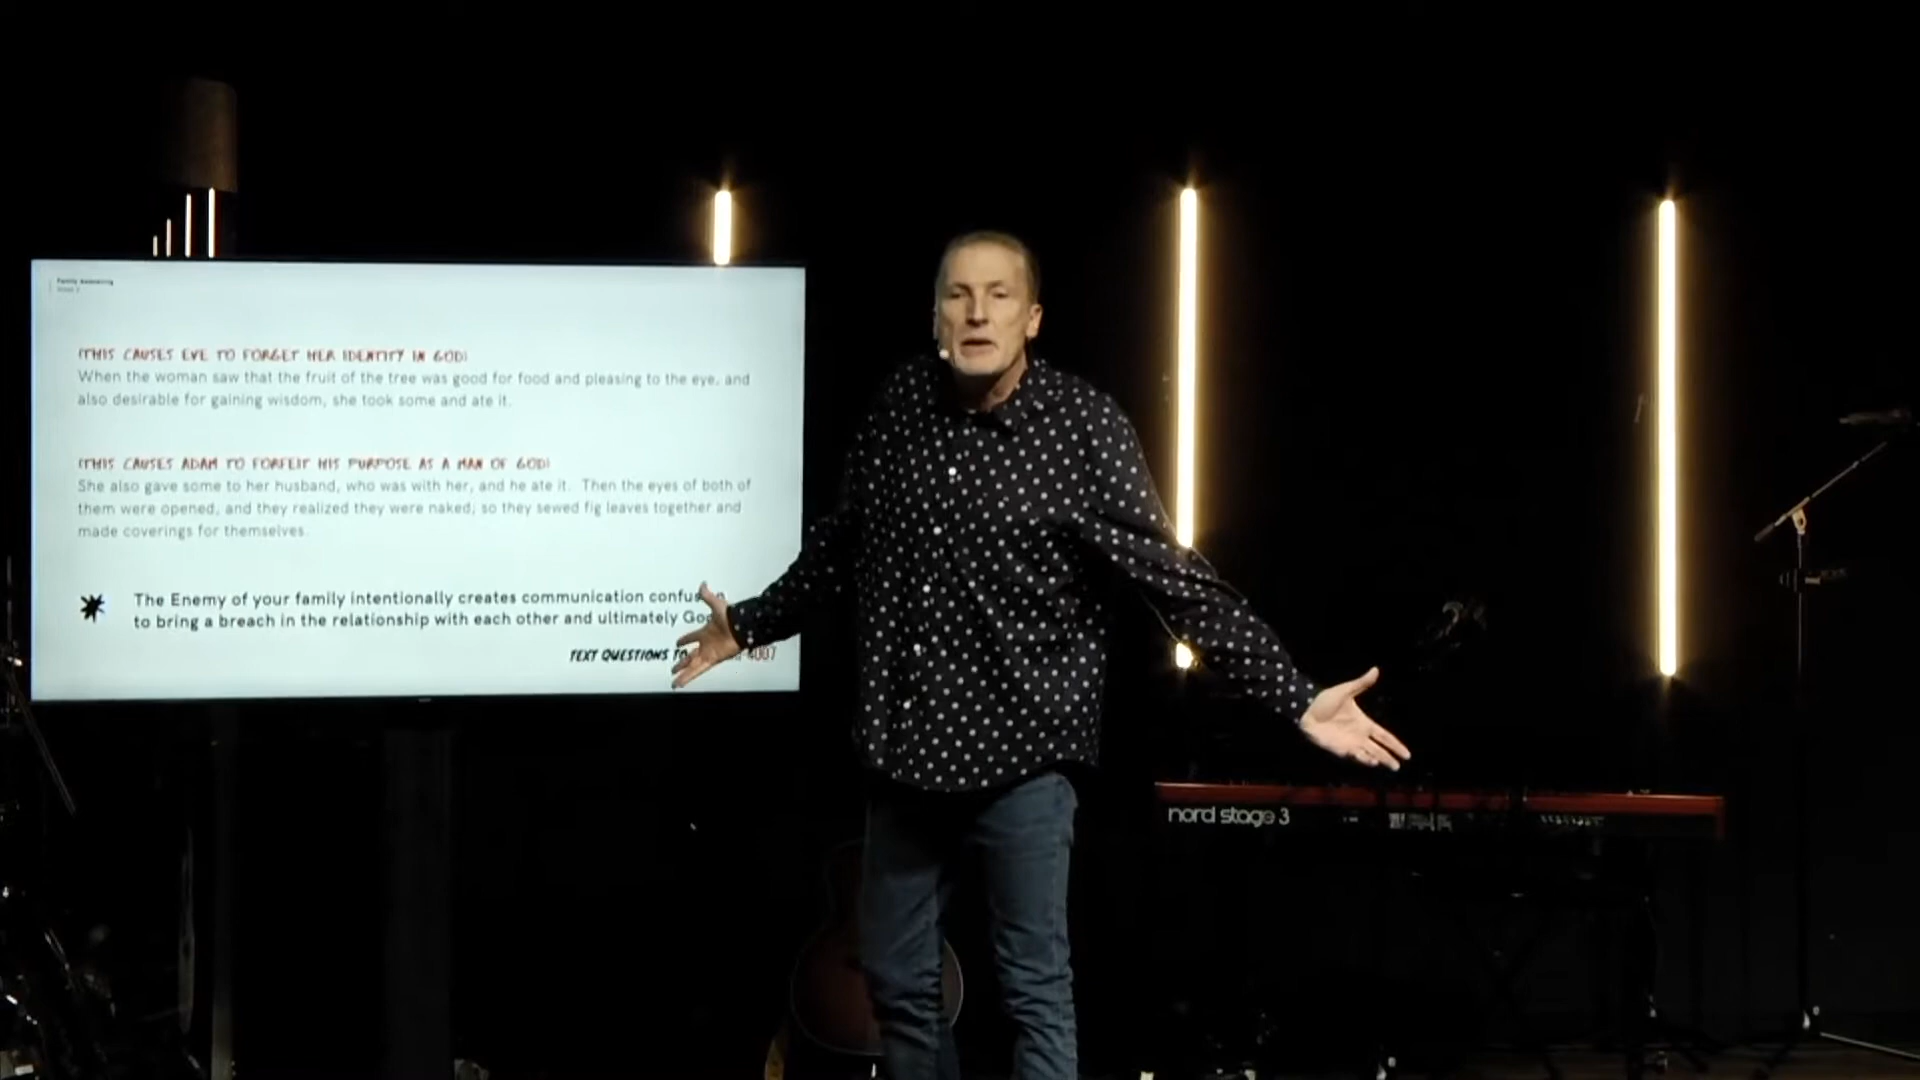 (THIS CAUSES EVE TO FORGET HER IDENTITY IN GOD)
When the woman saw that the fruit of the tree was good for food and pleasing to the eye, and
also desirable for gaining wisdom, she took some and ate it.
(THIS CAUSES ADAM TO FORFEIT HIS PURPOSE AS A MAN OF GOD)
She also gave some to her husband, who was with her, and he ate it. Then the eyes of both of
them were opened, and they realized they were naked; so they sewed fig leaves together and
made coverings for themselves.
The Enemy of your family intentionally creates communication
to bring a breach in the relationship with each other and ultimately
TEXT QUESTIONS TO
nord stage 3